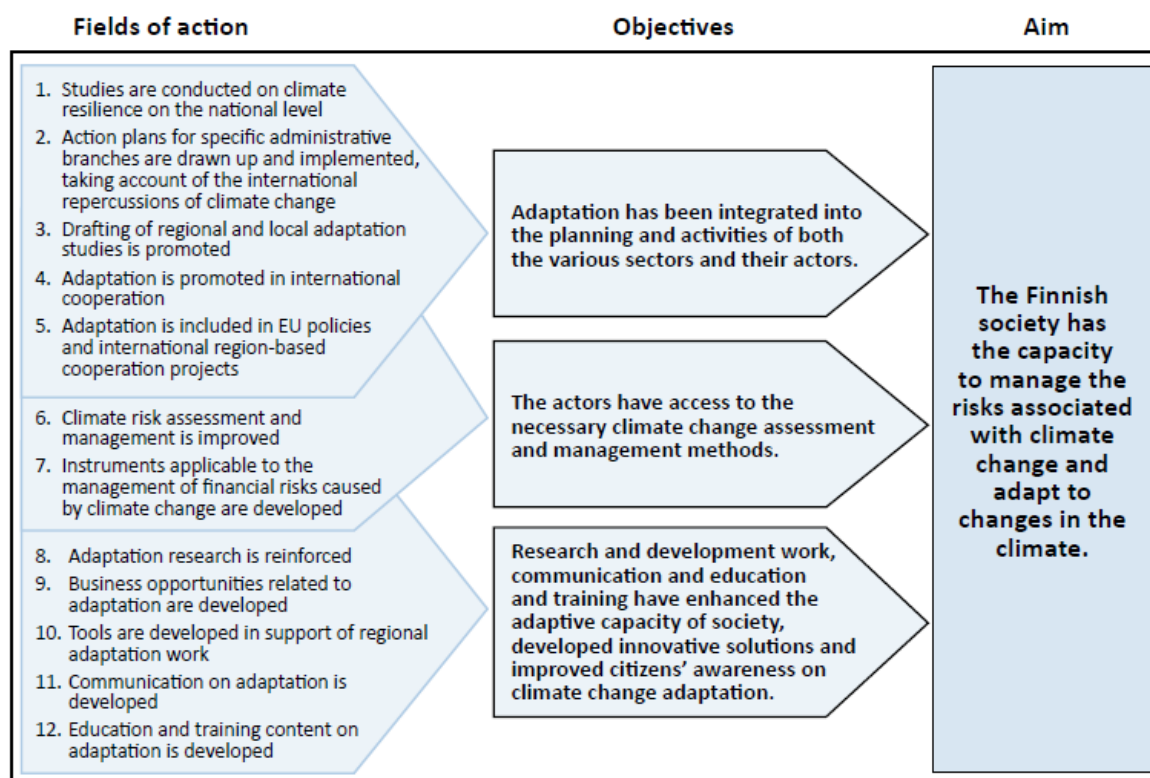 Fields of action
Objectives
Aim
1. Studies are conducted on climate
resilience on the national level
2. Action plans for specific administrative
branches are drawn up and implemented,
taking account of the international
repercussions of climate change
3. Drafting of regional and local adaptation
studies is promoted
4. Adaptation is promoted in international
cooperation
5. Adaptation is included in EU policies
and international region-based
cooperation projects
6. Climate risk assessment and
management is improved
7. Instruments applicable to the
management of financial risks caused
by climate change are developed
8. Adaptation research is reinforced
9. Business opportunities related to
adaptation are developed
10. Tools are developed in support of regional
adaptation work
11. Communication on adaptation is
developed
12. Education and training content on
adaptation is developed
Adaptation has been integrated into
the planning and activities of both
the various sectors and their actors.
The actors have access to the
necessary climate change assessment
and management methods.
Research and development work,
communication and education
and training have enhanced the
adaptive capacity of society,
developed innovative solutions and
improved citizens’ awareness on
climate change adaptation.
The Finnish
society has
the capacity
to manage the
risks associated
with climate
change and
adapt to
changes in the
climate.